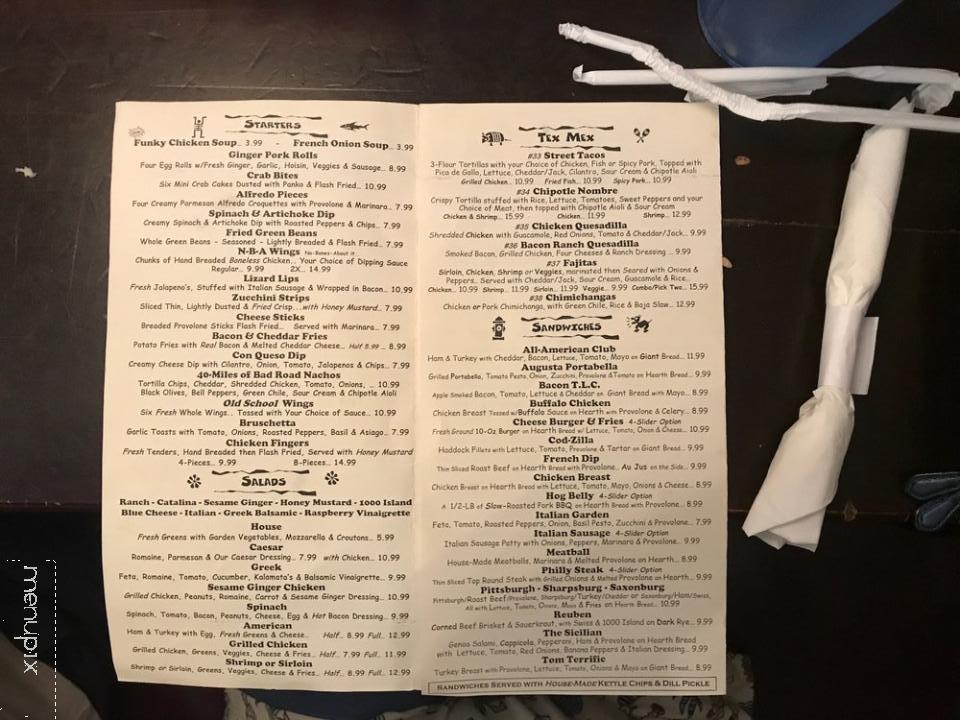 STARTERS
Funky Chicken Soup.. 3.99 - French Onion Soup.. 3.99
Ginger Pork Rolls
Four Egg Rolls w/Fresh Ginger, Garlic, Hoisin, Veggies & Sausage.. 8.99
Crab Bites
Six Mini Crab Cakes Dusted with Panko & Flash Fried.. 10.99
Alfredo Pieces
Four Creamy Parmesan Alfredo Croquettes with Provolone & Marinara.. 7.99
Spinach & Artichoke Dip
Creamy Spinach & Artichoke Dip with Roasted Peppers & Chips.. 7.99
Fried Green Beans
Whole Green Beans - Seasoned - Lightly Breaded & Flash Fried.. 7.99
N-B-A Wings No-Bones-About it
Chunks of Hand Breaded Boneless Chicken.. Your Choice of Dipping Sauce
Regular.. 9.99 2X.. 14.99
Lizard Lips
Fresh Jalapeno's, Stuffed with Italian Sausage & Wrapped in Bacon.. 10.99
Zucchini Strips
Sliced Thin, Lightly Dusted & Fried Crisp...with Honey Mustard.. 7.99
Cheese Sticks
Breaded Provolone Sticks Flash Fried.. Served with Marinara.. 7.99
Bacon & Cheddar Fries
Potato Fries with Real Bacon & Melted Cheddar Cheese.. Half 5.99 .. 8.99
Con Queso Dip
Creamy Cheese Dip with Cilantro, Onion, Tomato, Jalapenos & Chips.. 7.99
40-Miles of Bad Road Nachos
Tortilla Chips, Cheddar, Shredded Chicken, Tomato, Onions, .. 10.99
Black Olives, Bell Peppers, Green Chile, Sour Cream & Chipotle Aioli
Old School Wings
Six Fresh Whole Wings.. Tossed with Your Choice of Sauce.. 10.99
Bruschetta
Garlic Toasts with Tomato, Onions, Roasted Peppers, Basil & Asiago.. 7.99
Chicken Fingers
Fresh Tenders, Hand Breaded then Flash Fried, Served with Honey Mustard
4-Pieces.. 9.99 8-Pieces.. 14.99
SALADS
Ranch - Catalina - Sesame Ginger - Honey Mustard - 1000 Island
Blue Cheese - Italian - Greek Balsamic - Raspberry Vinaigrette
House
Fresh Greens with Garden Vegetables, Mozzarella & Croutons.. 5.99
Caesar
Romaine, Parmesan & Our Caesar Dressing.. 7.99 with Chicken.. 10.99
Greek
Feta, Romaine, Tomato, Cucumber, Kalamata's & Balsamic Vinaigrette.. 9.99
Sesame Ginger Chicken
Grilled Chicken, Peanuts, Romaine, Carrot & Sesame Ginger Dressing.. 10.99
Spinach
Spinach, Tomato, Bacon, Peanuts, Cheese, Egg & Hot Bacon Dressing.. 9.99
American
Ham & Turkey with Egg, Fresh Greens & Cheese.. Half.. 8.99 Full.. 12.99
Grilled Chicken
Grilled Chicken, Greens, Veggies, Cheese & Fries.. Half.. 7.99 Full.. 11.99
Shrimp or Sirloin
Shrimp or Sirloin, Greens, Veggies, Cheese & Fries.. Half.. 8.99 Full.. 12.99
TEX MEX
#33 Street Tacos
3-Flour Tortillas with your Choice of Chicken, Fish or Spicy Pork, Topped with
Pico de Gallo, Lettuce, Cheddar/Jack, Cilantro, Sour Cream & Chipotle Aioli
Grilled Chicken.. 10.99 Fried Fish.. 10.99 Spicy Pork.. 10.99
#34 Chipotle Nombre
Crispy Tortilla stuffed with Rice, Lettuce, Tomatoes, Sweet Peppers and your
Choice of Meat, then topped with Chipotle Aioli & Sour Cream
Chicken & Shrimp.. 15.99 Chicken.. 11.99 Shrimp.. 12.99
#35 Chicken Quesadilla
Shredded Chicken with Guacamole, Red Onions, Tomato & Cheddar/Jack.. 9.99
#36 Bacon Ranch Quesadilla
Smoked Bacon, Grilled Chicken, Four Cheeses & Ranch Dressing .. 9.99
#37 Fajitas
Sirloin, Chicken, Shrimp or Veggies, marinated then Seared with Onions &
Peppers.. Served with Cheddar/Jack, Sour Cream, Guacamole & Rice..
Chicken.. 10.99 Shrimp.. 11.99 Sirloin.. 11.99 Veggie.. 9.99 Combo/Pick Two.. 15.99
#38 Chimichangas
Chicken or Pork Chimichanga, with Green Chile, Rice & Baja Slaw.. 12.99
SANDWICHES
All-American Club
Ham & Turkey with Cheddar, Bacon, Lettuce, Tomato, Mayo on Giant Bread.. 11.99
Augusta Portabella
Grilled Portabella, Tomato Pesto, Onion, Zucchini, Provolone &Tomato on Hearth Bread.. 9.99
Bacon T.L.C.
Apple Smoked Bacon, Tomato, Lettuce & Cheddar on Giant Bread with Mayo.. 8.99
Buffalo Chicken
Chicken Breast Tossed w/Buffalo Sauce on Hearth with Provolone & Celery.. 8.99
Cheese Burger & Fries 4-Slider Option
Fresh Ground 10-Oz Burger on Hearth Bread w/ Lettuce, Tomato, Onion & Cheese.. 10.99
Cod-Zilla
Haddock Fillets with Lettuce, Tomato, Provolone & Tartar on Giant Bread.. 8.99
French Dip
Thin Sliced Roast Beef on Hearth Bread with Provolone.. Au Jus on the Side.. 9.99
Chicken Breast
Chicken Breast on Hearth Bread with Lettuce, Tomato, Mayo, Onions & Cheese.. 8.99
Hog Belly 4-Slider Option
A 1/2-LB of Slow-Roasted Pork BBQ on Hearth Bread with Provolone.. 8.99
Italian Garden
Feta, Tomato, Roasted Peppers, Onion, Basil Pesto, Zucchini & Provolone.. 7.99
Italian Sausage 4-Slider Option
Italian Sausage Patty with Onions, Peppers, Marinara & Provolone.. 9.99
Meatball
House-Made Meatballs, Marinara & Melted Provolone on Hearth.. 8.99
Philly Steak 4-Slider Option
Thin Sliced Top Round Steak with Grilled Onions & Melted Provolone on Hearth.. 9.99
Pittsburgh - Sharpsburg - Saxonburg
Pittsburgh/Roast Beef/Provolone, Sharpsburg/Turkey/Cheddar or Saxonburg/Ham/Swiss,
All with Lettuce, Tomato, Onions, Mayo & Fries on Hearth Bread.. 10.99
Reuben
Corned Beef Brisket & Sauerkraut, with Swiss & 1000 Island on Dark Rye.. 9.99
The Sicilian
Genoa Salami, Cappicola, Pepperoni, Ham & Provolone on Hearth Bread
with Lettuce, Tomato, Red Onions, Banana Peppers & Italian Dressing.. 9.99
Tom Terrific
Turkey Breast with Provolone, Lettuce, Tomato, Onions & Mayo on Giant Bread.. 8.99
SANDWICHES SERVED WITH HOUSE-MADE KETTLE CHIPS & DILL PICKLE
menupix